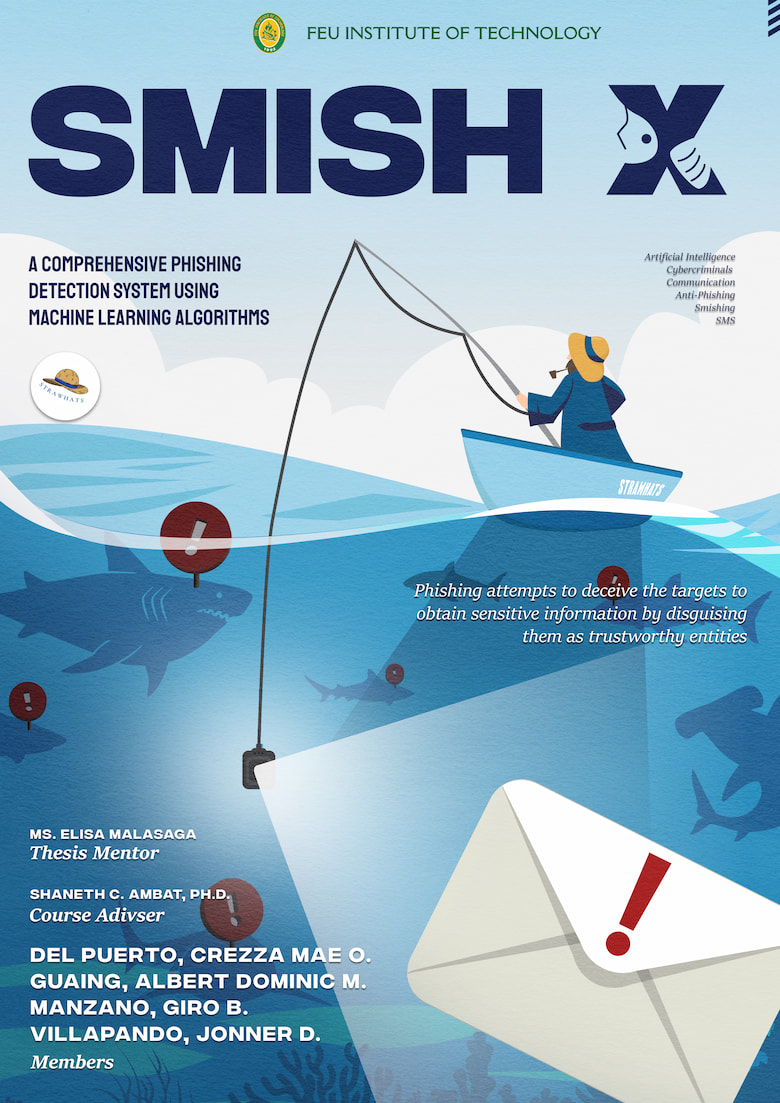 FEU INSTITUTE OF TECHNOLOGY
SMISH X
A COMPREHENSIVE PHISHING
DETECTION SYSTEM USING
MACHINE LEARNING ALGORITHMS
Artificial Intelligence
Cybercriminals
Communication
Anti-Phishing
Smishing
SMS
STRAWHATS
STRAWHATS
!
!
Phishing attempts to deceive the targets to
obtain sensitive information by disguising
them as trustworthy entities
!
!
!
!
MS. ELISA MALASAGA
Thesis Mentor
SHANETH C. AMBAT, PH.D.
Course Adivser
DEL PUERTO, CREZZA MAE O.
GUAING, ALBERT DOMINIC M.
MANZANO, GIRO B.
VILLAPANDO, JONNER D.
Members